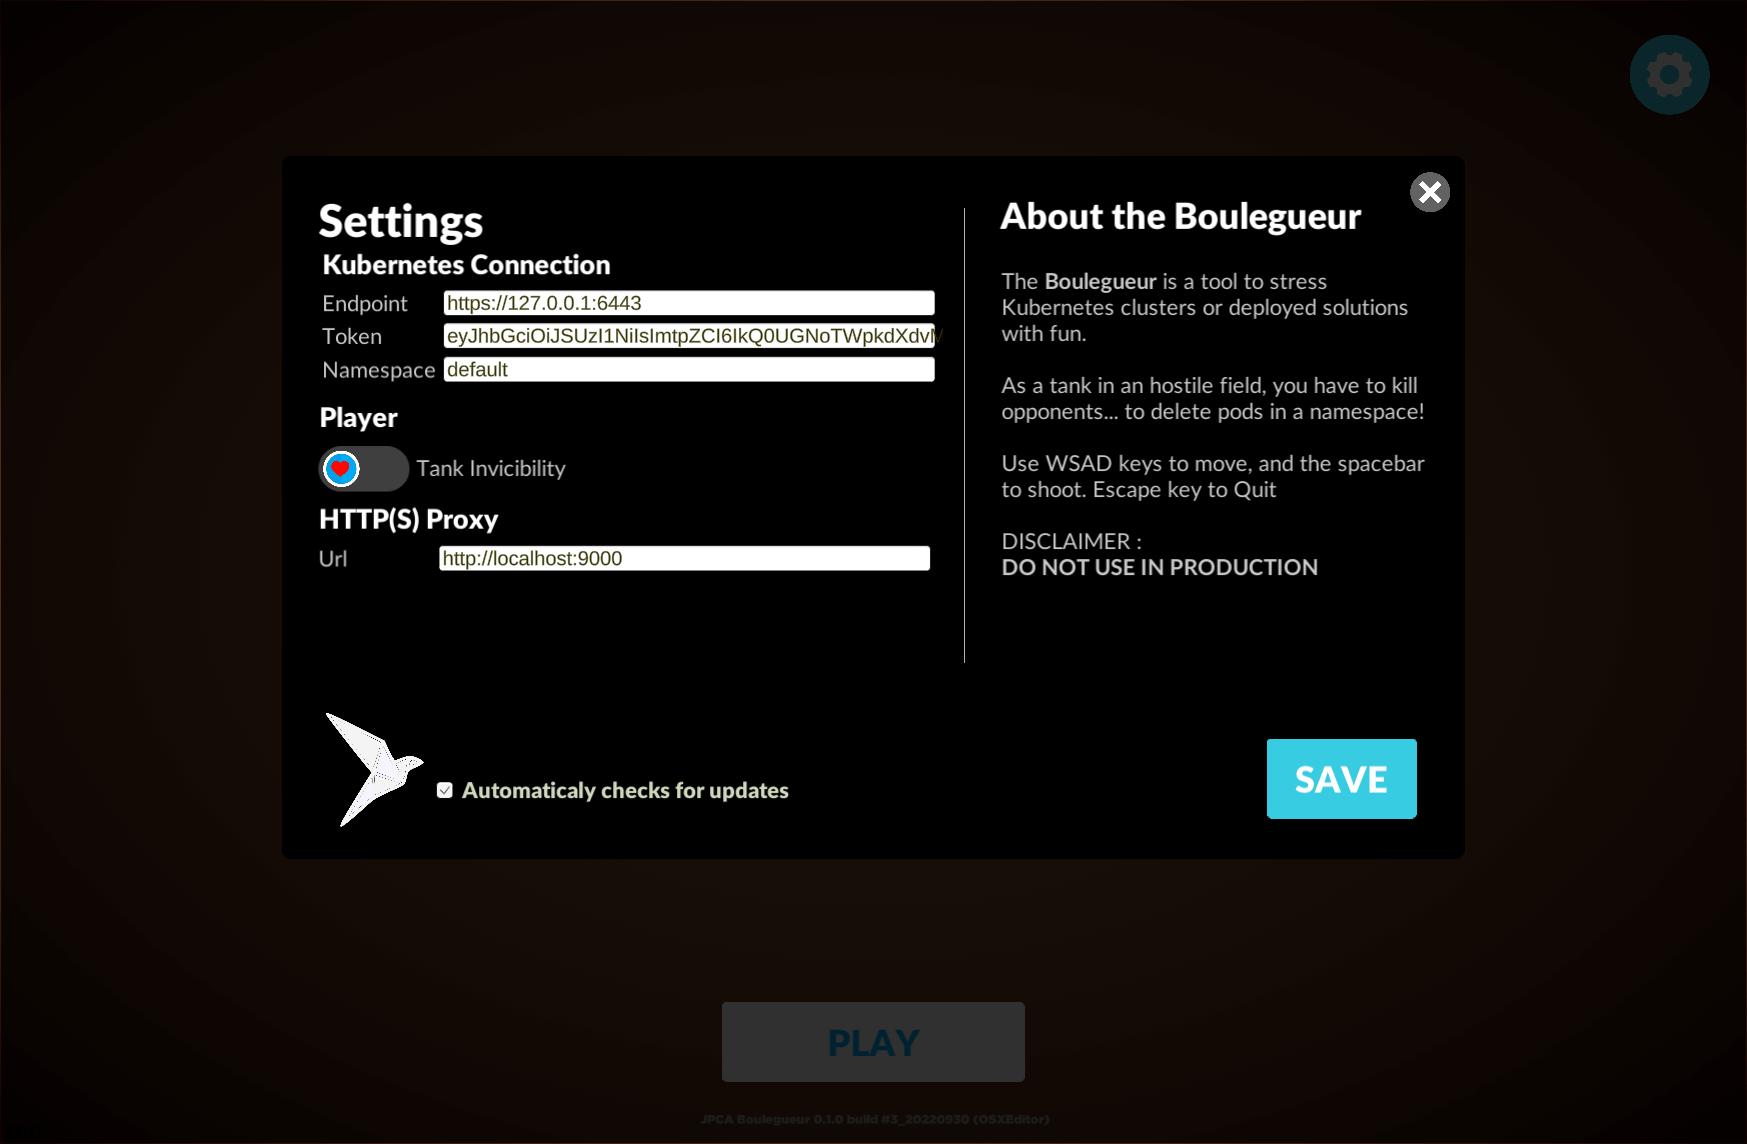 Settings
Kubernetes Connection
Endpoint https://127.0.0.1:6443
Token eyJhbGciOiJSUzI1NiIsImtpZCI6IkQ0UGNoTWpkdXdvM
Namespace default
Player
Tank Invicibility
HTTP(S) Proxy
Url http://localhost:9000
Automaticaly checks for updates
About the Boulegueur
The Boulegueur is a tool to stress
Kubernetes clusters or deployed solutions
with fun.
As a tank in an hostile field, you have to kill
opponents... to delete pods in a namespace!
Use WSAD keys to move, and the spacebar
to shoot. Escape key to Quit
DISCLAIMER :
DO NOT USE IN PRODUCTION
SAVE
PLAY
JPCA Boulegueur 0.1.0 build #3_20220930 (OSXEditor)